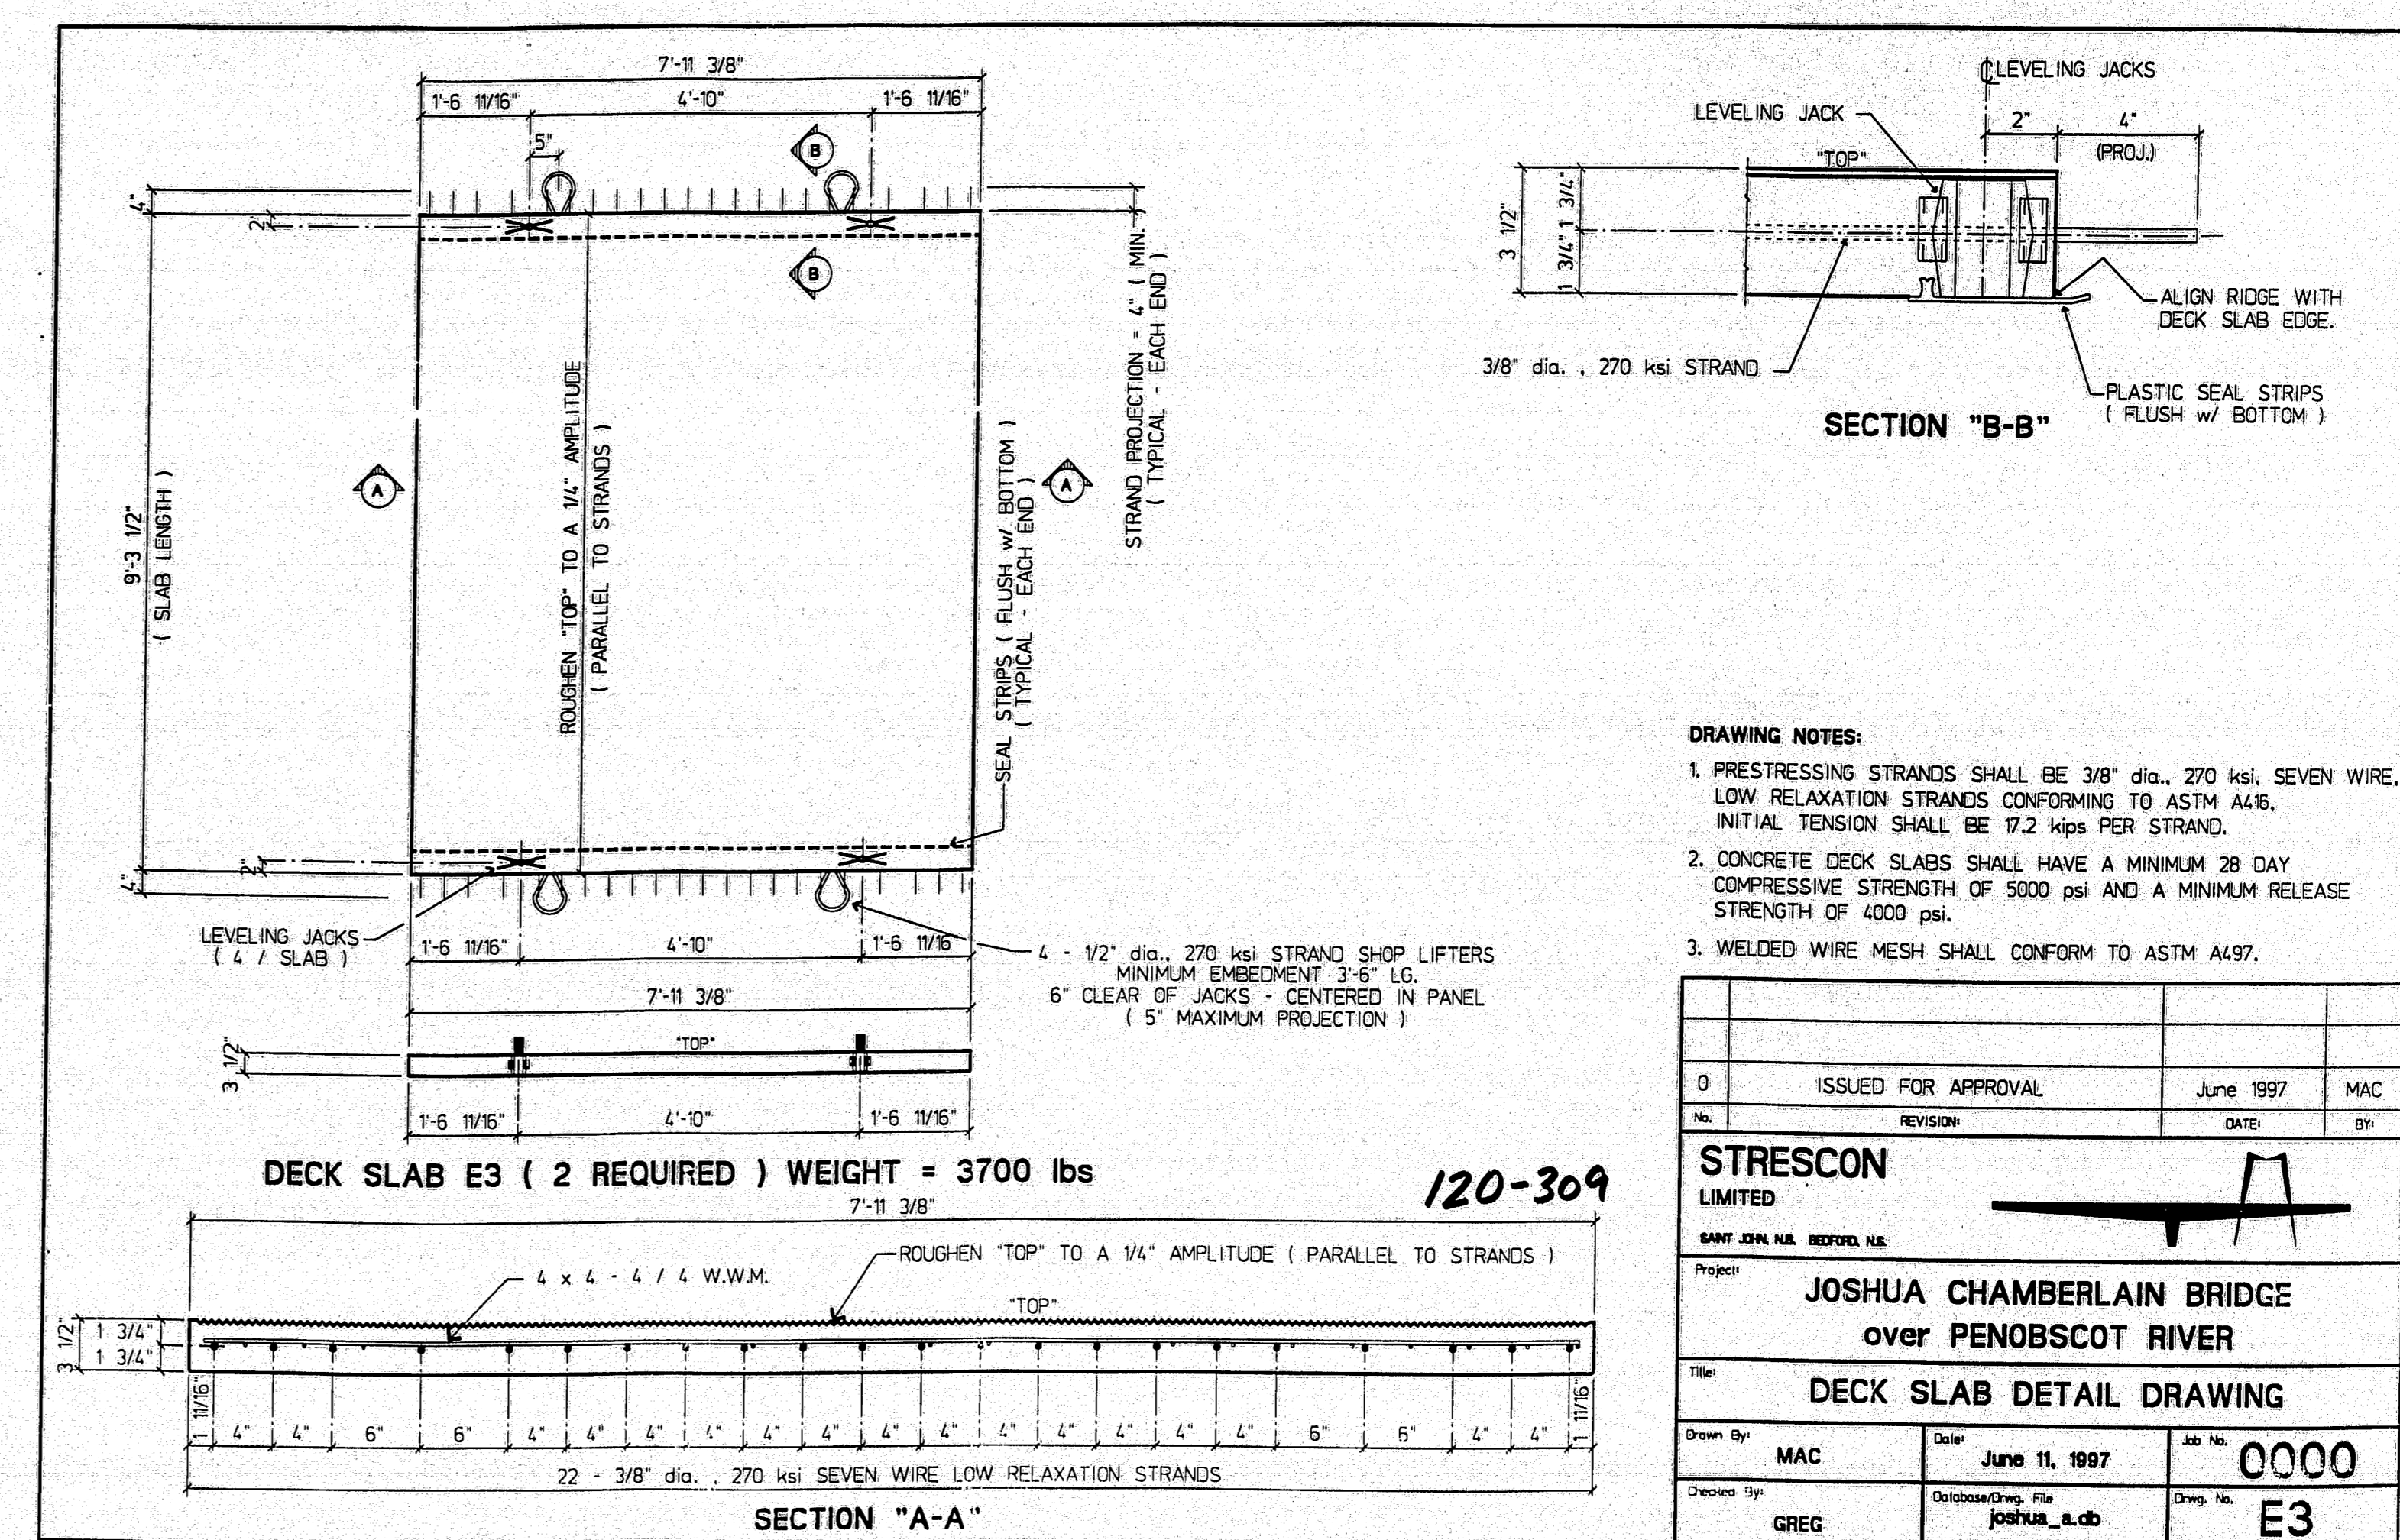 7'-11 3/8"
1'-6 11/16" 4'-10" 1'-6 11/16"
5"
B
4"
2"
B
9'-3 1/2"
( SLAB LENGTH )
A
ROUGHEN "TOP" TO A 1/4" AMPLITUDE
( PARALLEL TO STRANDS )
SEAL STRIPS ( FLUSH w/ BOTTOM )
( TYPICAL - EACH END )
A
STRAND PROJECTION = 4" ( MIN. )
( TYPICAL - EACH END )
2"
4"
LEVELING JACKS
( 4 / SLAB )
1'-6 11/16" 4'-10" 1'-6 11/16"
7'-11 3/8"
4 - 1/2" dia., 270 ksi STRAND SHOP LIFTERS
MINIMUM EMBEDMENT 3'-6" LG.
6" CLEAR OF JACKS - CENTERED IN PANEL
( 5" MAXIMUM PROJECTION )
"TOP"
3 1/2"
1'-6 11/16" 4'-10" 1'-6 11/16"
DECK SLAB E3 ( 2 REQUIRED ) WEIGHT = 3700 lbs
120-309
7'-11 3/8"
ROUGHEN "TOP" TO A 1/4" AMPLITUDE ( PARALLEL TO STRANDS )
4 x 4 - 4 / 4 W.W.M.
"TOP"
3 1/2"
1 3/4"
1 3/4"
1 11/16" 4" 4" 6" 6" 4" 4" 4" 4" 4" 4" 4" 4" 4" 4" 4" 4" 4" 6" 6" 4" 4" 1 11/16"
22 - 3/8" dia. , 270 ksi SEVEN WIRE LOW RELAXATION STRANDS
SECTION "A-A"
℄ LEVELING JACKS
LEVELING JACK
2" 4"
(PROJ.)
"TOP"
3 1/2"
1 3/4" 1 3/4"
ALIGN RIDGE WITH
DECK SLAB EDGE.
3/8" dia. , 270 ksi STRAND
PLASTIC SEAL STRIPS
( FLUSH w/ BOTTOM )
SECTION "B-B"
DRAWING NOTES:
1. PRESTRESSING STRANDS SHALL BE 3/8" dia., 270 ksi, SEVEN WIRE,
LOW RELAXATION STRANDS CONFORMING TO ASTM A416,
INITIAL TENSION SHALL BE 17.2 kips PER STRAND.
2. CONCRETE DECK SLABS SHALL HAVE A MINIMUM 28 DAY
COMPRESSIVE STRENGTH OF 5000 psi AND A MINIMUM RELEASE
STRENGTH OF 4000 psi.
3. WELDED WIRE MESH SHALL CONFORM TO ASTM A497.
0 ISSUED FOR APPROVAL June 1997 MAC
No. REVISION: DATE: BY:
STRESCON
LIMITED
SAINT JOHN, N.B. BEDFORD, N.S.
Project:
JOSHUA CHAMBERLAIN BRIDGE
over PENOBSCOT RIVER
Title:
DECK SLAB DETAIL DRAWING
Drawn By: MAC
Date: June 11, 1997
Job No. 0000
Checked By: GREG
Database/Drwg. File joshua_a.db
Drwg. No. E3